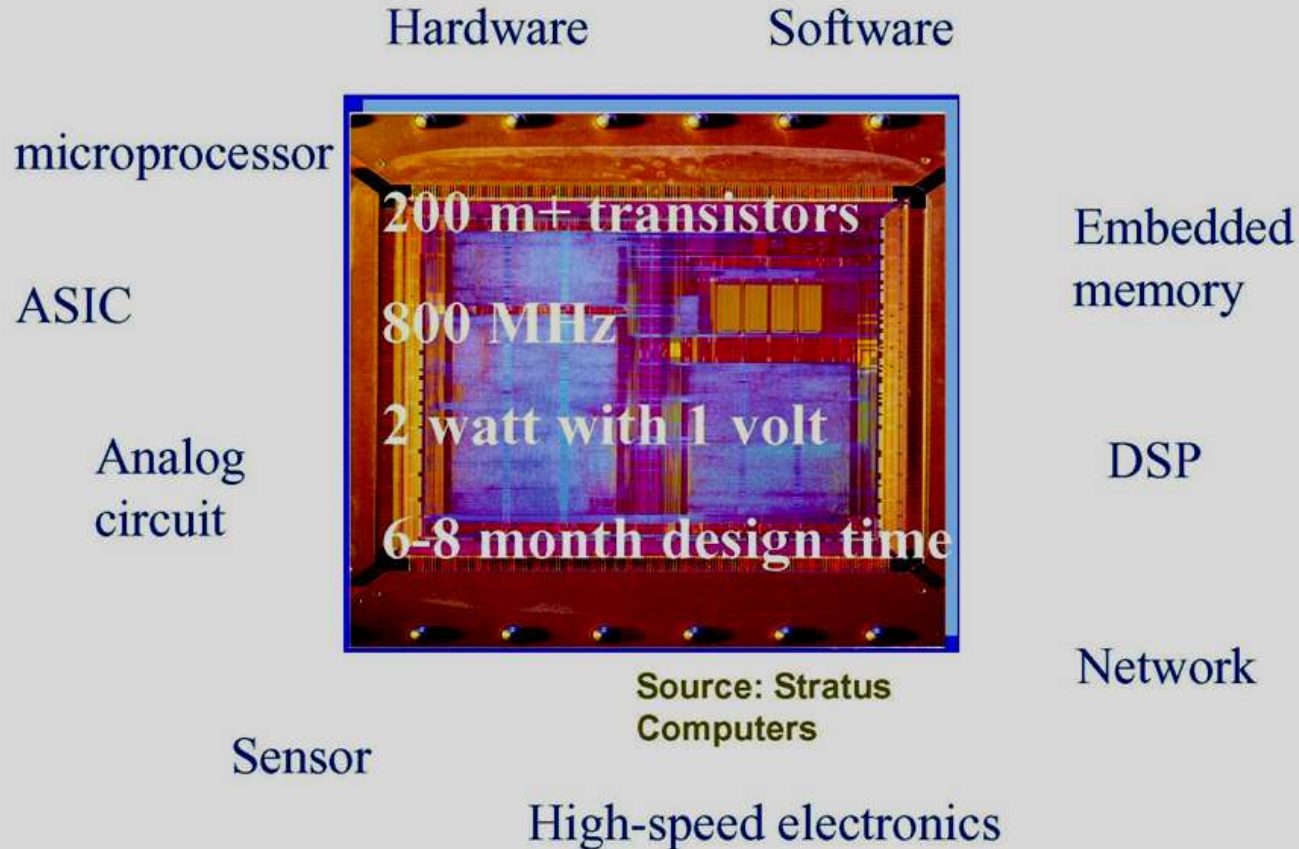 Hardware
Software
microprocessor
200 m+ transistors
Embedded
memory
ASIC
800 MHz
2 watt with 1 volt
Analog
circuit
DSP
6-8 month design time
Network
Source: Stratus
Computers
Sensor
High-speed electronics